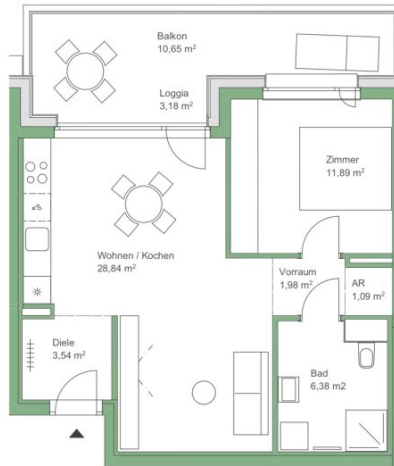 Balkon
10,65 m²
Loggia
3,18 m²
Zimmer
11,89 m²
Wohnen / Kochen
28,84 m²
Vorraum
1,98 m²
AR
1,09 m²
Diele
3,54 m²
Bad
6,38 m2